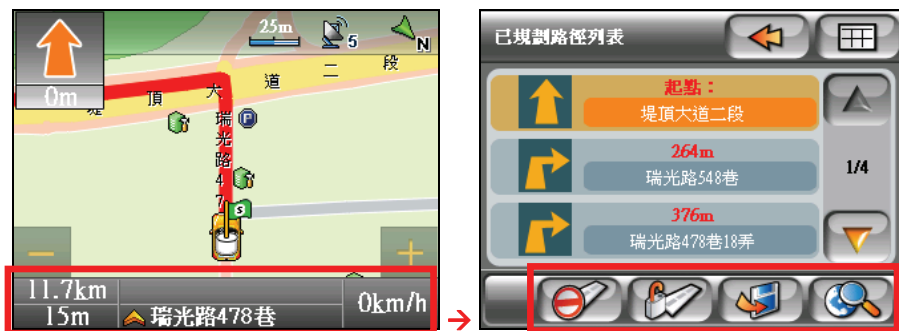 25m
5
N
0m
堤 頂 大 道 二 段
瑞光路47
P
S
11.7km
15m
瑞光路478巷
0km/h
→
已規劃路徑列表
起點：
堤頂大道二段
264m
瑞光路548巷
1/4
376m
瑞光路478巷18弄